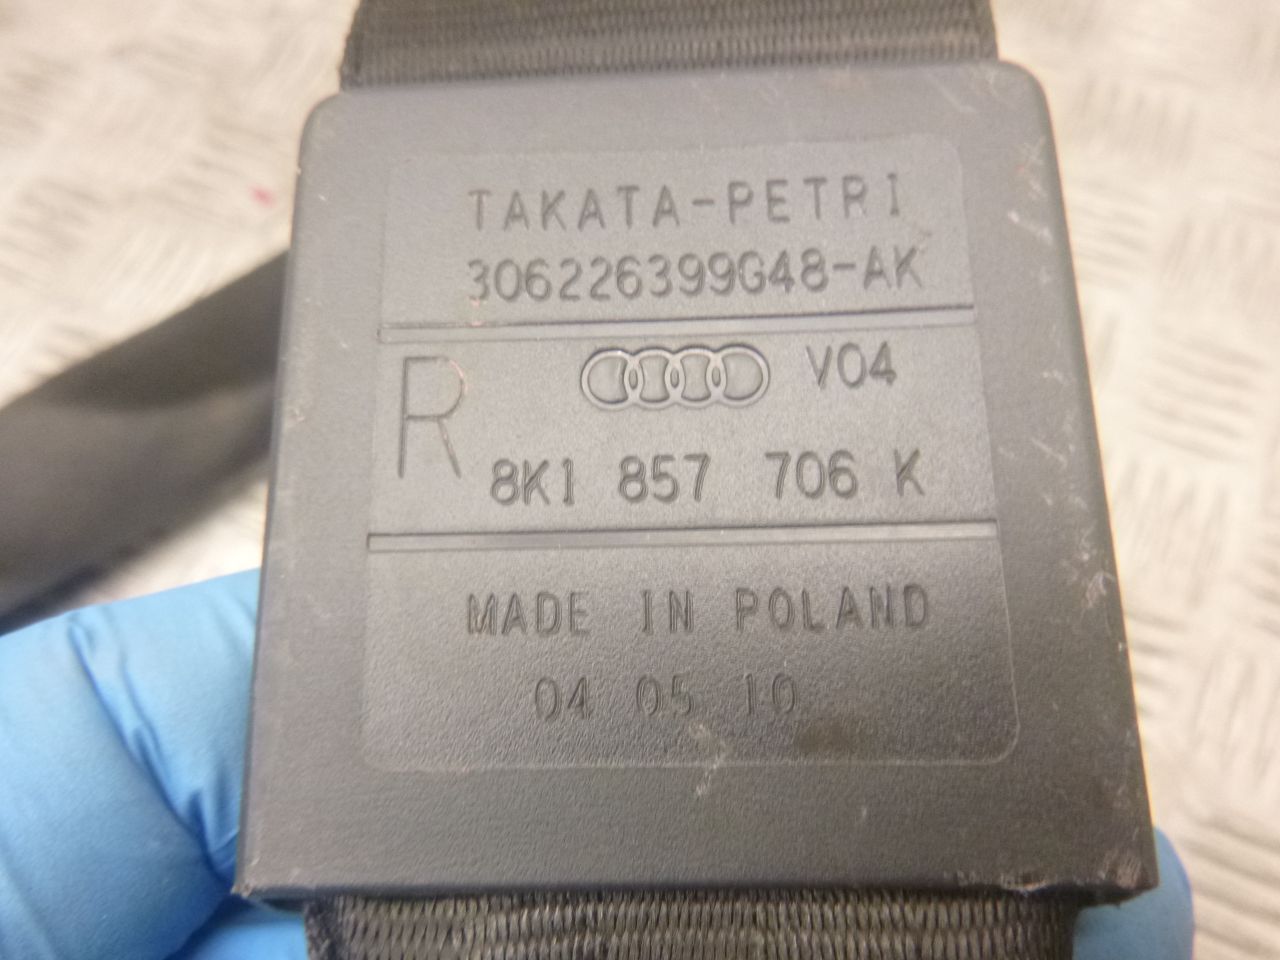 TAKATA-PETRI
306226399G48-AK
R V04
8K1 857 706 K
MADE IN POLAND
04 05 10